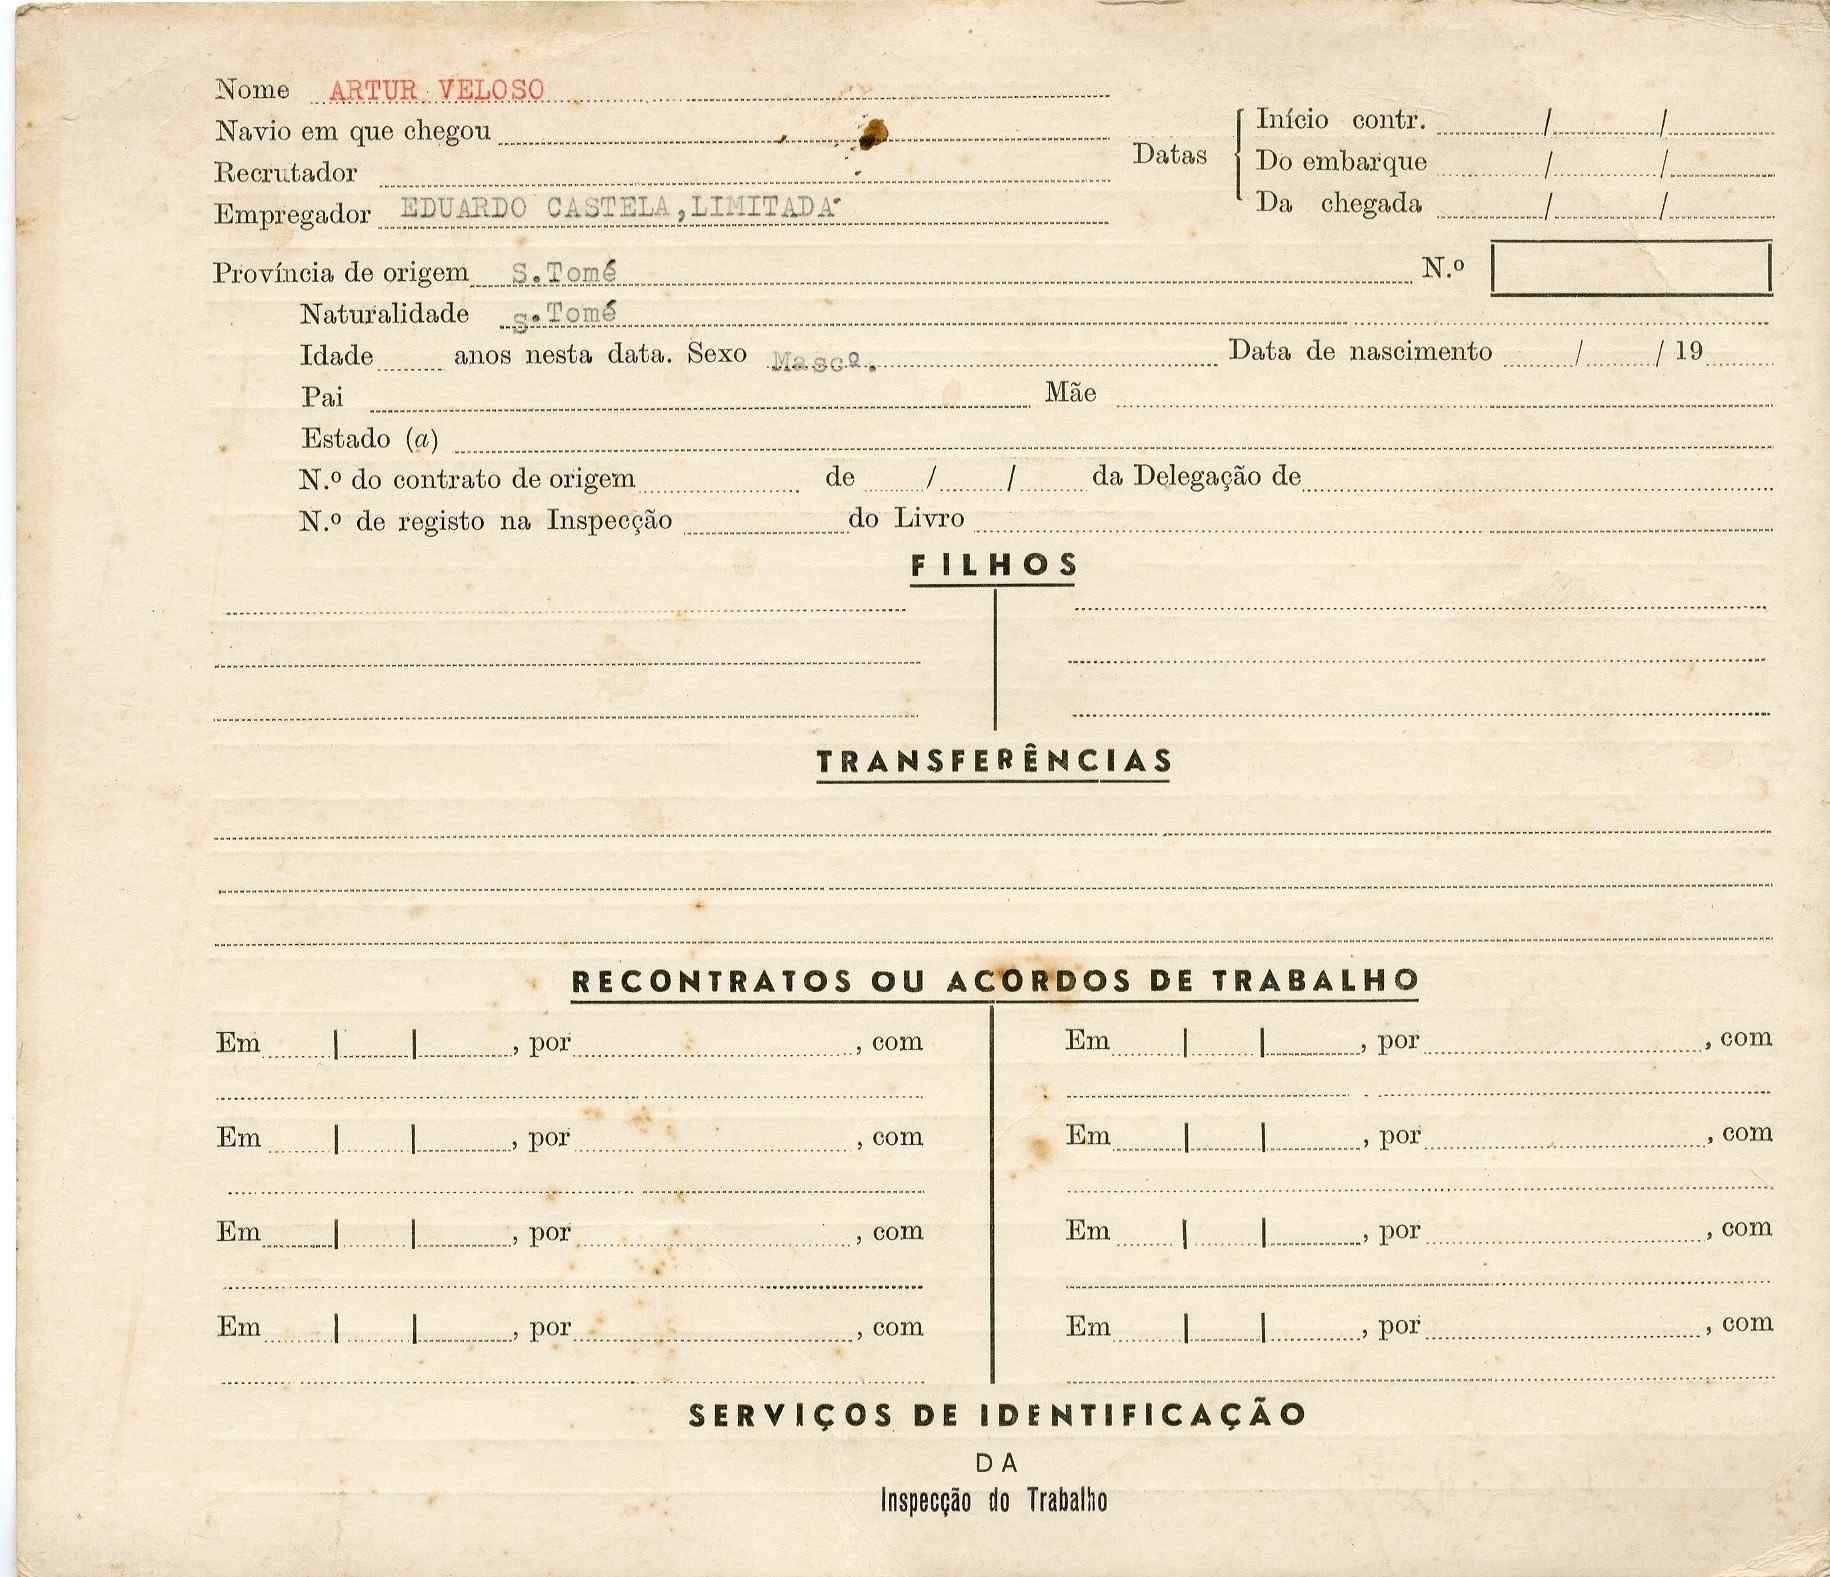 Nome ARTUR VELOSO
Navio em que chegou
Recrutador
Empregador EDUARDO CASTELA, LIMITADA
Datas
Início contr. / /
Do embarque / /
Da chegada / /
Província de origem S.Tomé N.º
Naturalidade S.Tomé
Idade anos nesta data. Sexo Mascº. Data de nascimento / / 19
Pai Mãe
Estado (a)
N.º do contrato de origem de / / da Delegação de
N.º de registo na Inspecção do Livro
FILHOS
TRANSFERÊNCIAS
RECONTRATOS OU ACORDOS DE TRABALHO
Em | | , por , com Em | | , por , com
Em | | , por , com Em | | , por , com
Em | | , por , com Em | | , por , com
Em | | , por , com Em | | , por , com
SERVIÇOS DE IDENTIFICAÇÃO
DA
Inspecção do Trabalho